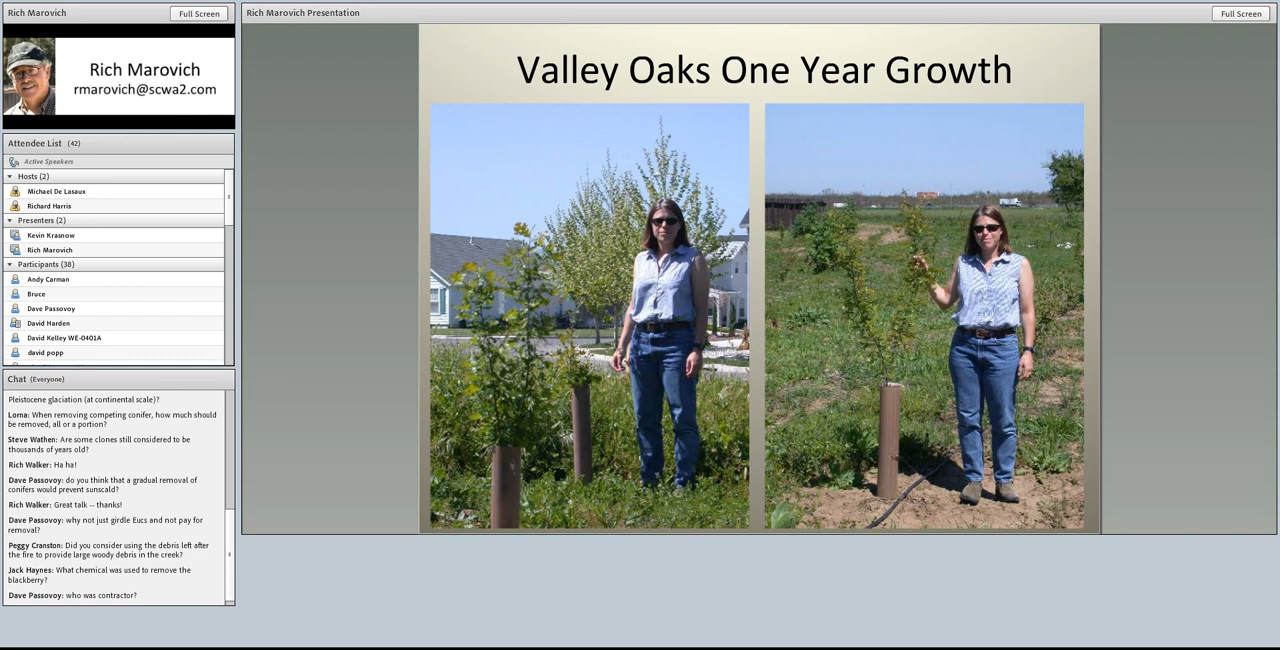 Rich Marovich
Full Screen
Rich Marovich
rmarovich@scwa2.com
Attendee List (42)
Active Speakers
Hosts (2)
Michael De Lasaux
Richard Harris
Presenters (2)
Kevin Krasnow
Rich Marovich
Participants (38)
Andy Carman
Bruce
Dave Passovoy
David Harden
David Kelley WE-0401A
david popp
Chat (Everyone)
Pleistocene glaciation (at continental scale)?
Lorna: When removing competing conifer, how much should
be removed, all or a portion?
Steve Wathen: Are some clones still considered to be
thousands of years old?
Rich Walker: Ha ha!
Dave Passovoy: do you think that a gradual removal of
conifers would prevent sunscald?
Rich Walker: Great talk -- thanks!
Dave Passovoy: why not just girdle Eucs and not pay for
removal?
Peggy Cranston: Did you consider using the debris left after
the fire to provide large woody debris in the creek?
Jack Haynes: What chemical was used to remove the
blackberry?
Dave Passovoy: who was contractor?
Rich Marovich Presentation
Full Screen
Valley Oaks One Year Growth